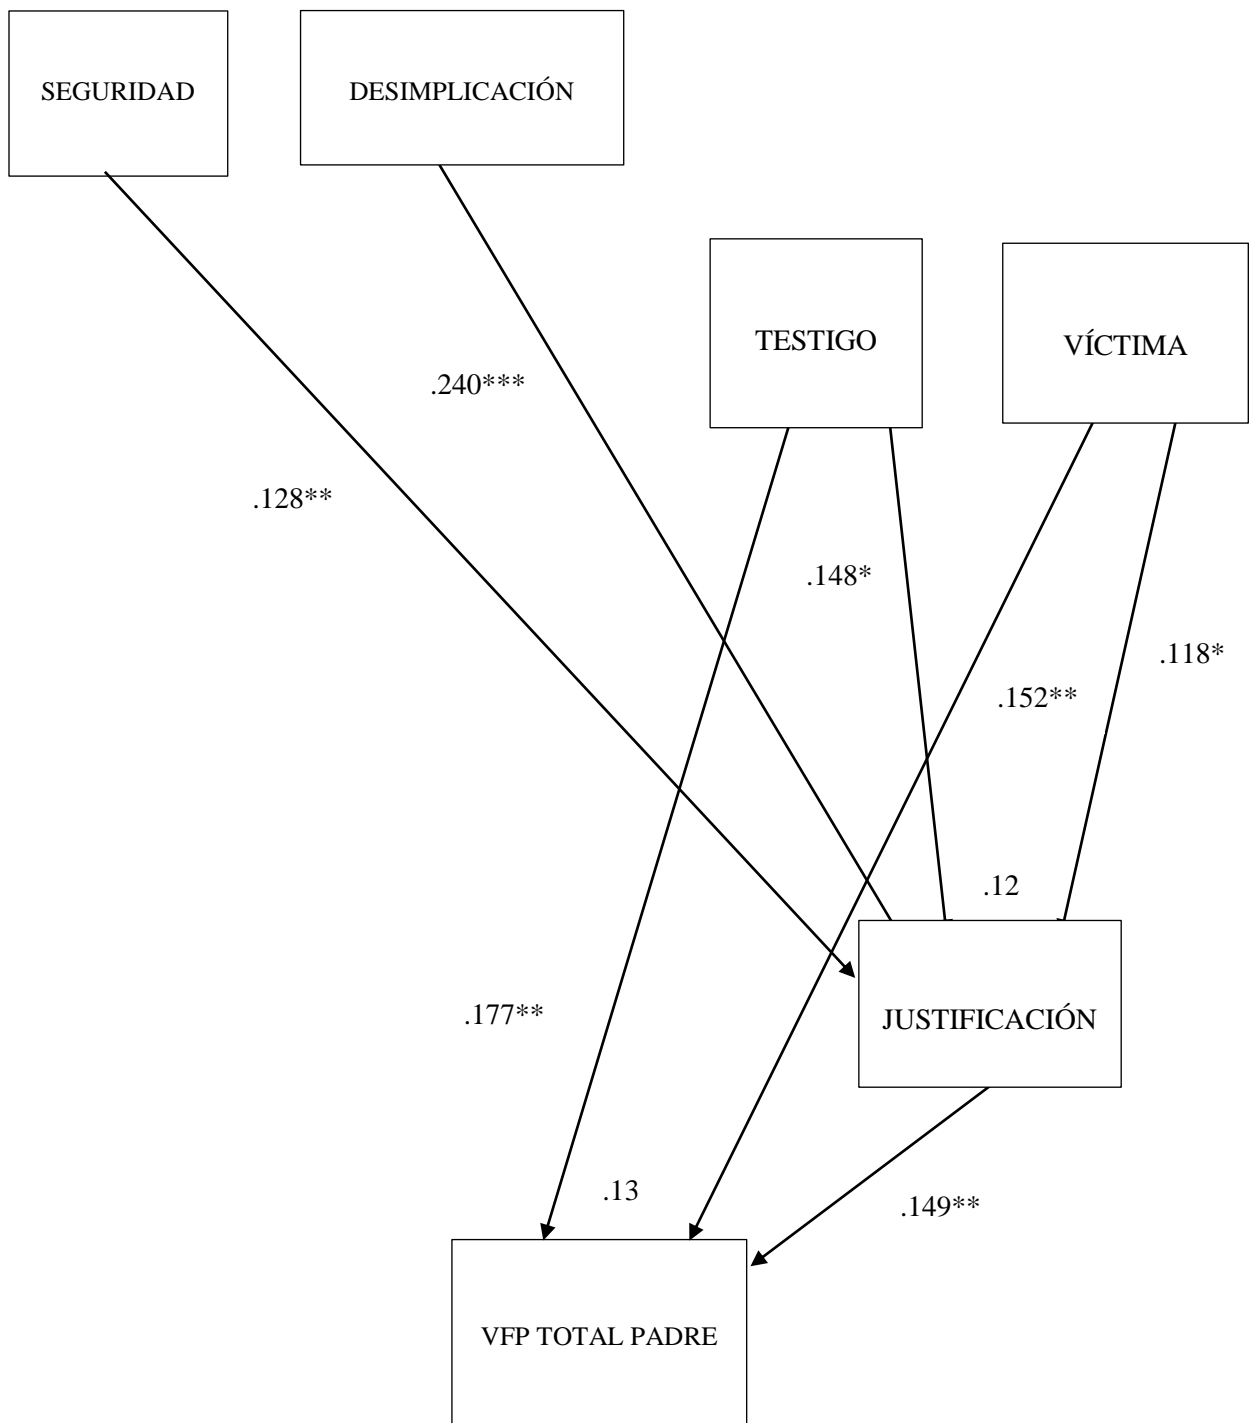 SEGURIDAD
DESIMPLICACIÓN
TESTIGO
VÍCTIMA
.240***
.128**
.148*
.118*
.152**
.12
.177**
JUSTIFICACIÓN
.13
.149**
VFP TOTAL PADRE